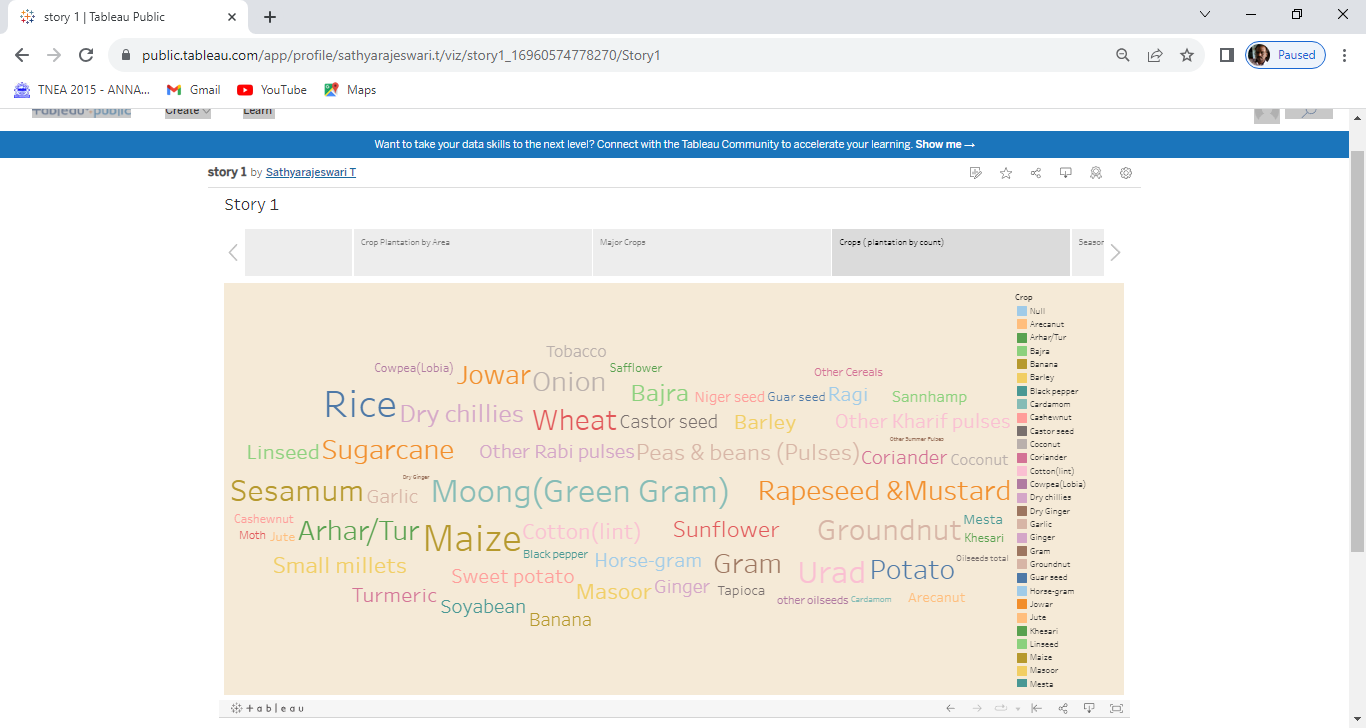 story 1 | Tableau Public
public.tableau.com/app/profile/sathyarajeswari.t/viz/story1_16960574778270/Story1
Paused
TNEA 2015 - ANNA...
Gmail
YouTube
Maps
+ableau+public
Create
Learn
Want to take your data skills to the next level? Connect with the Tableau Community to accelerate your learning. Show me →
story 1 by Sathyarajeswari T
Story 1
Crop Plantation by Area
Major Crops
Crops ( plantation by count)
Season
Tobacco
Cowpea(Lobia)
Jowar
Onion
Safflower
Other Cereals
Rice
Dry chillies
Wheat
Bajra
Niger seed
Guar seed
Ragi
Sannhamp
Castor seed
Barley
Other Kharif pulses
Linseed
Sugarcane
Other Rabi pulses
Peas & beans (Pulses)
Other Summer Pulses
Coriander
Coconut
Sesamum
Dry Ginger
Garlic
Moong(Green Gram)
Rapeseed &Mustard
Cashewnut
Moth
Jute
Arhar/Tur
Maize
Cotton(lint)
Sunflower
Groundnut
Mesta
Khesari
Small millets
Black pepper
Horse-gram
Gram
Urad
Potato
Oilseeds total
Sweet potato
Turmeric
Soyabean
Masoor
Ginger
Tapioca
other oilseeds
Cardamom
Arecanut
Banana
Crop
Null
Arecanut
Arhar/Tur
Bajra
Banana
Barley
Black pepper
Cardamom
Cashewnut
Castor seed
Coconut
Coriander
Cotton(lint)
Cowpea(Lobia)
Dry chillies
Dry Ginger
Garlic
Ginger
Gram
Groundnut
Guar seed
Horse-gram
Jowar
Jute
Khesari
Linseed
Maize
Masoor
Mesta
+ableau